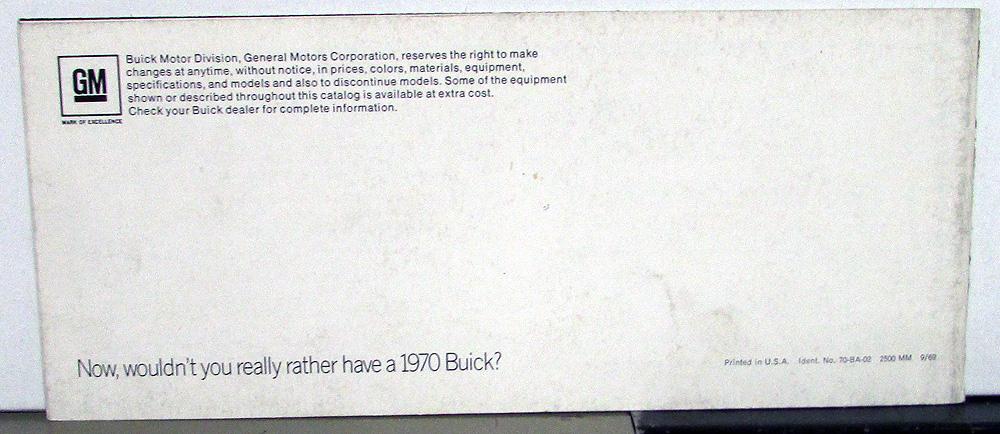 GM
MARK OF EXCELLENCE
Buick Motor Division, General Motors Corporation, reserves the right to make
changes at anytime, without notice, in prices, colors, materials, equipment,
specifications, and models and also to discontinue models. Some of the equipment
shown or described throughout this catalog is available at extra cost.
Check your Buick dealer for complete information.
Now, wouldn't you really rather have a 1970 Buick?
Printed in U.S.A. Ident. No. 70-BA-02 2500 MM 9/69